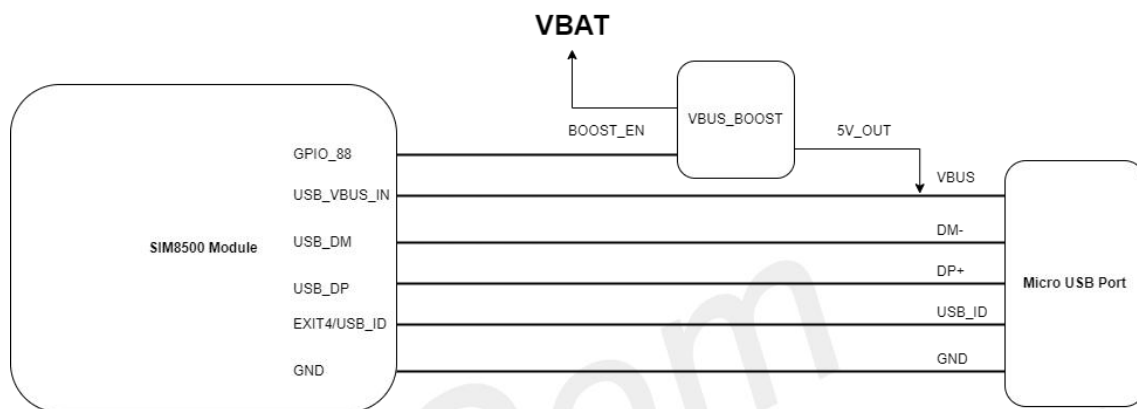 VBAT
BOOST_EN
VBUS_BOOST
5V_OUT
GPIO_88
USB_VBUS_IN
VBUS
USB_DM
DM-
SIM8500 Module
USB_DP
DP+
Micro USB Port
EXIT4/USB_ID
USB_ID
GND
GND